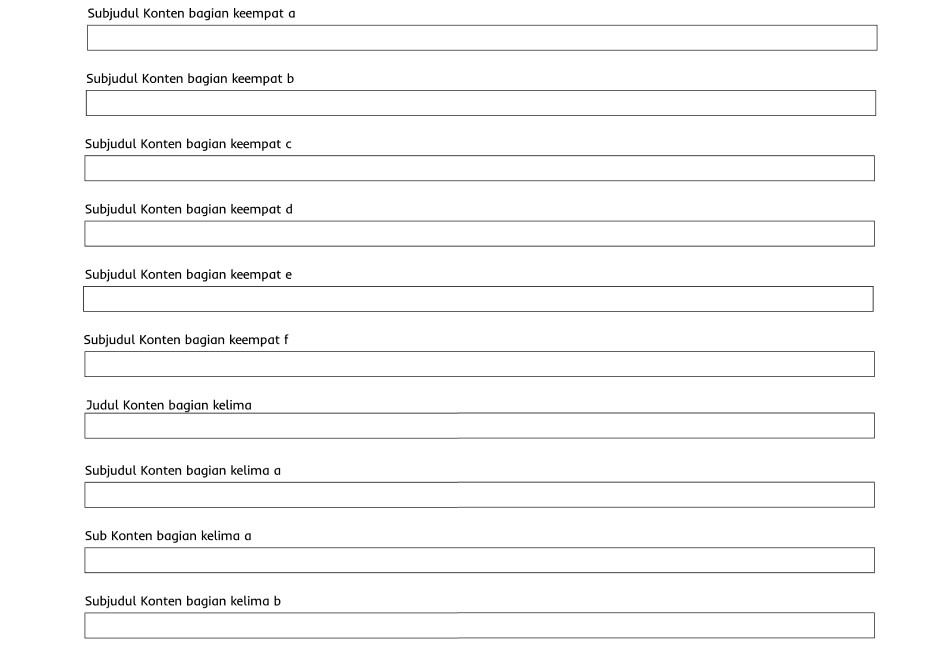 Subjudul Konten bagian keempat a
Subjudul Konten bagian keempat b
Subjudul Konten bagian keempat c
Subjudul Konten bagian keempat d
Subjudul Konten bagian keempat e
Subjudul Konten bagian keempat f
Judul Konten bagian kelima
Subjudul Konten bagian kelima a
Sub Konten bagian kelima a
Subjudul Konten bagian kelima b